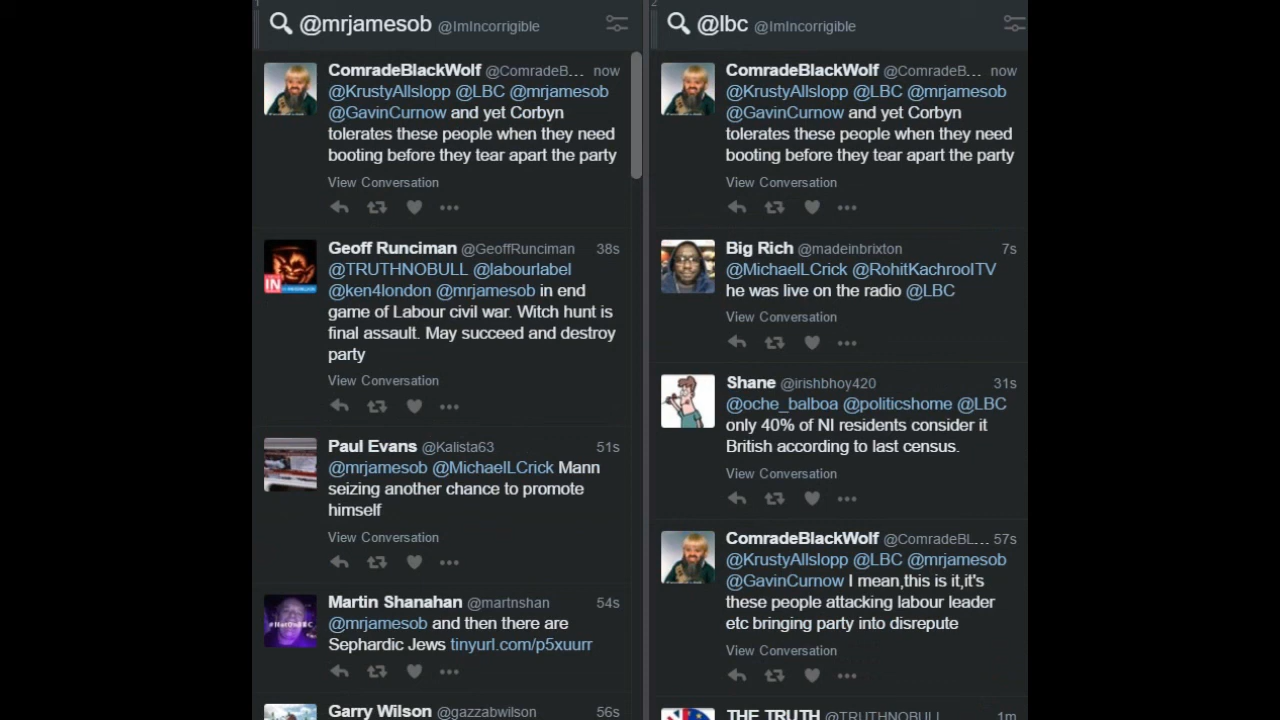 1
@mrjamesob @ImIncorrigible
ComradeBlackWolf @ComradeB... now
@KrustyAllslopp @LBC @mrjamesob
@GavinCurnow and yet Corbyn
tolerates these people when they need
booting before they tear apart the party
View Conversation
Geoff Runciman @GeoffRunciman 38s
@TRUTHNOBULL @labourlabel
@ken4london @mrjamesob in end
game of Labour civil war. Witch hunt is
final assault. May succeed and destroy
party
View Conversation
IN
Paul Evans @Kalista63 51s
@mrjamesob @MichaelLCrick Mann
seizing another chance to promote
himself
View Conversation
Martin Shanahan @martnshan 54s
@mrjamesob and then there are
Sephardic Jews tinyurl.com/p5xuurr
Garry Wilson @gazzabwilson 56s
2
@lbc @ImIncorrigible
ComradeBlackWolf @ComradeB... now
@KrustyAllslopp @LBC @mrjamesob
@GavinCurnow and yet Corbyn
tolerates these people when they need
booting before they tear apart the party
View Conversation
Big Rich @madeinbrixton 7s
@MichaelLCrick @RohitKachrooITV
he was live on the radio @LBC
View Conversation
Shane @irishbhoy420 31s
@oche_balboa @politicshome @LBC
only 40% of NI residents consider it
British according to last census.
View Conversation
ComradeBlackWolf @ComradeBL... 57s
@KrustyAllslopp @LBC @mrjamesob
@GavinCurnow I mean,this is it,it's
these people attacking labour leader
etc bringing party into disrepute
View Conversation
THE TRUTH @TRUTHNOBULL 1m